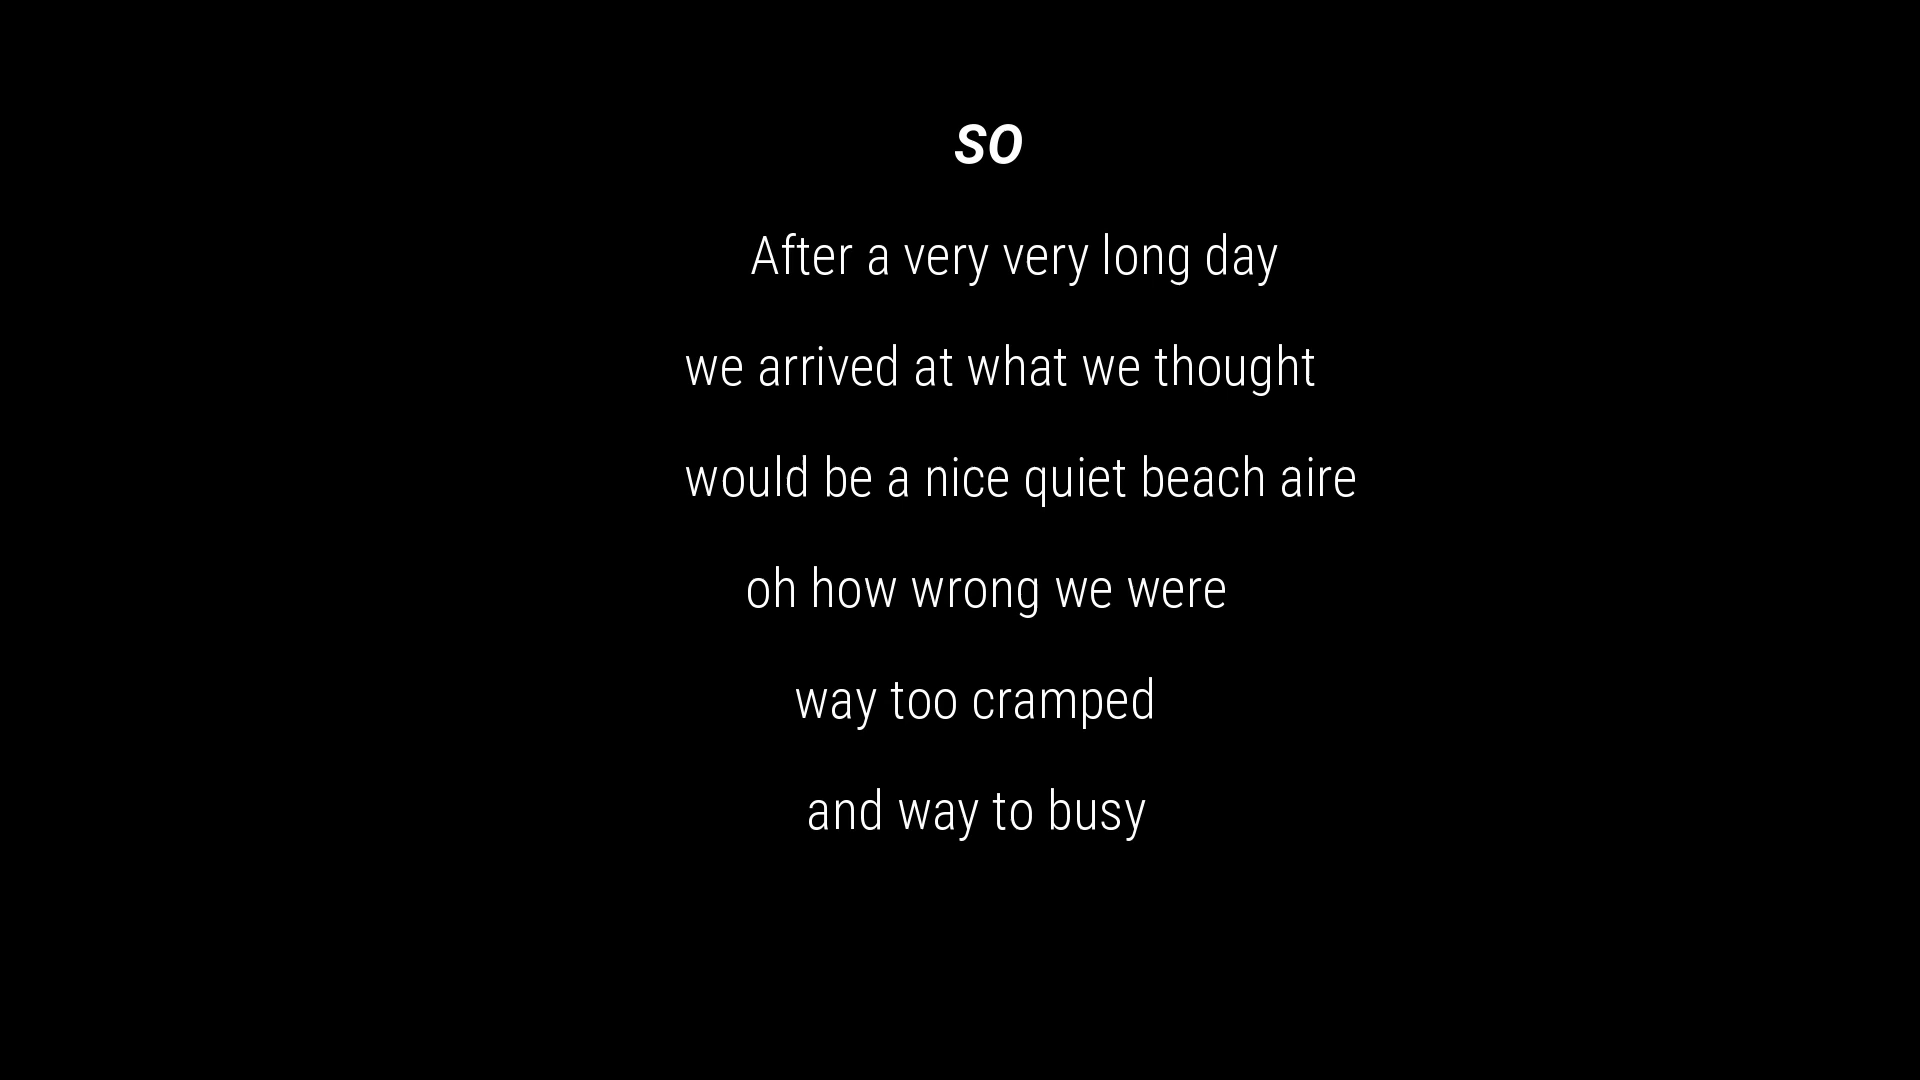 SO
After a very very long day
we arrived at what we thought
would be a nice quiet beach aire
oh how wrong we were
way too cramped
and way to busy